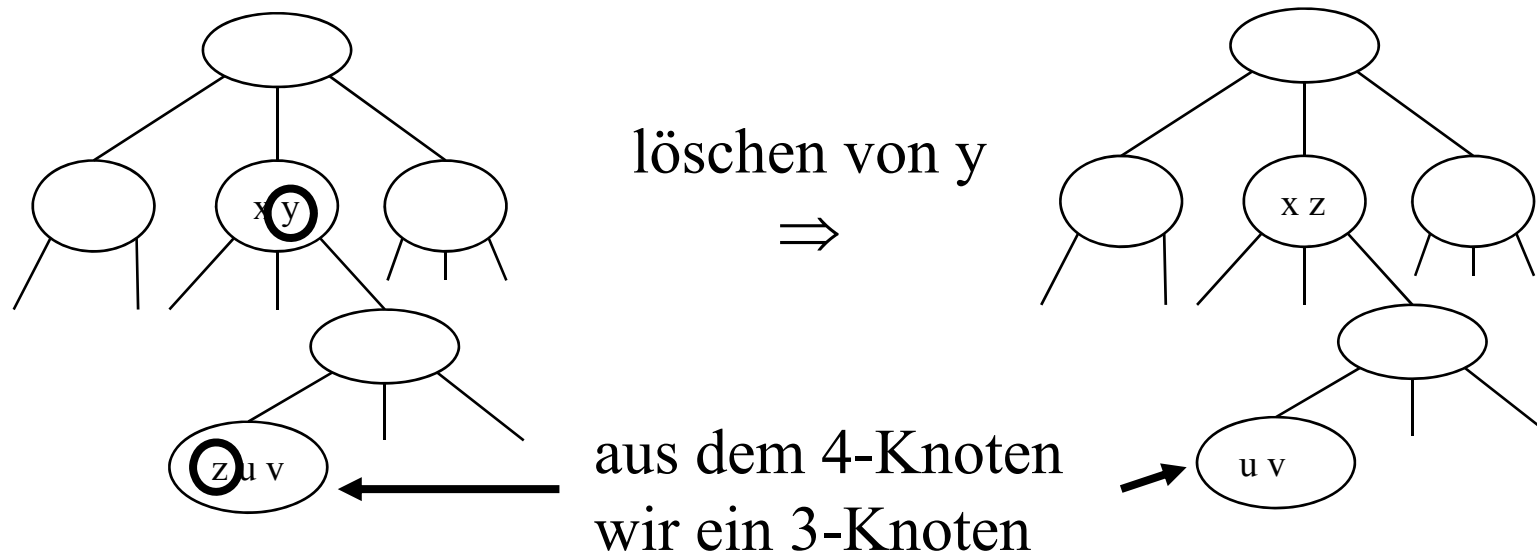 löschen von y
⇒
x y
x z
z u v
u v
aus dem 4-Knoten
wir ein 3-Knoten